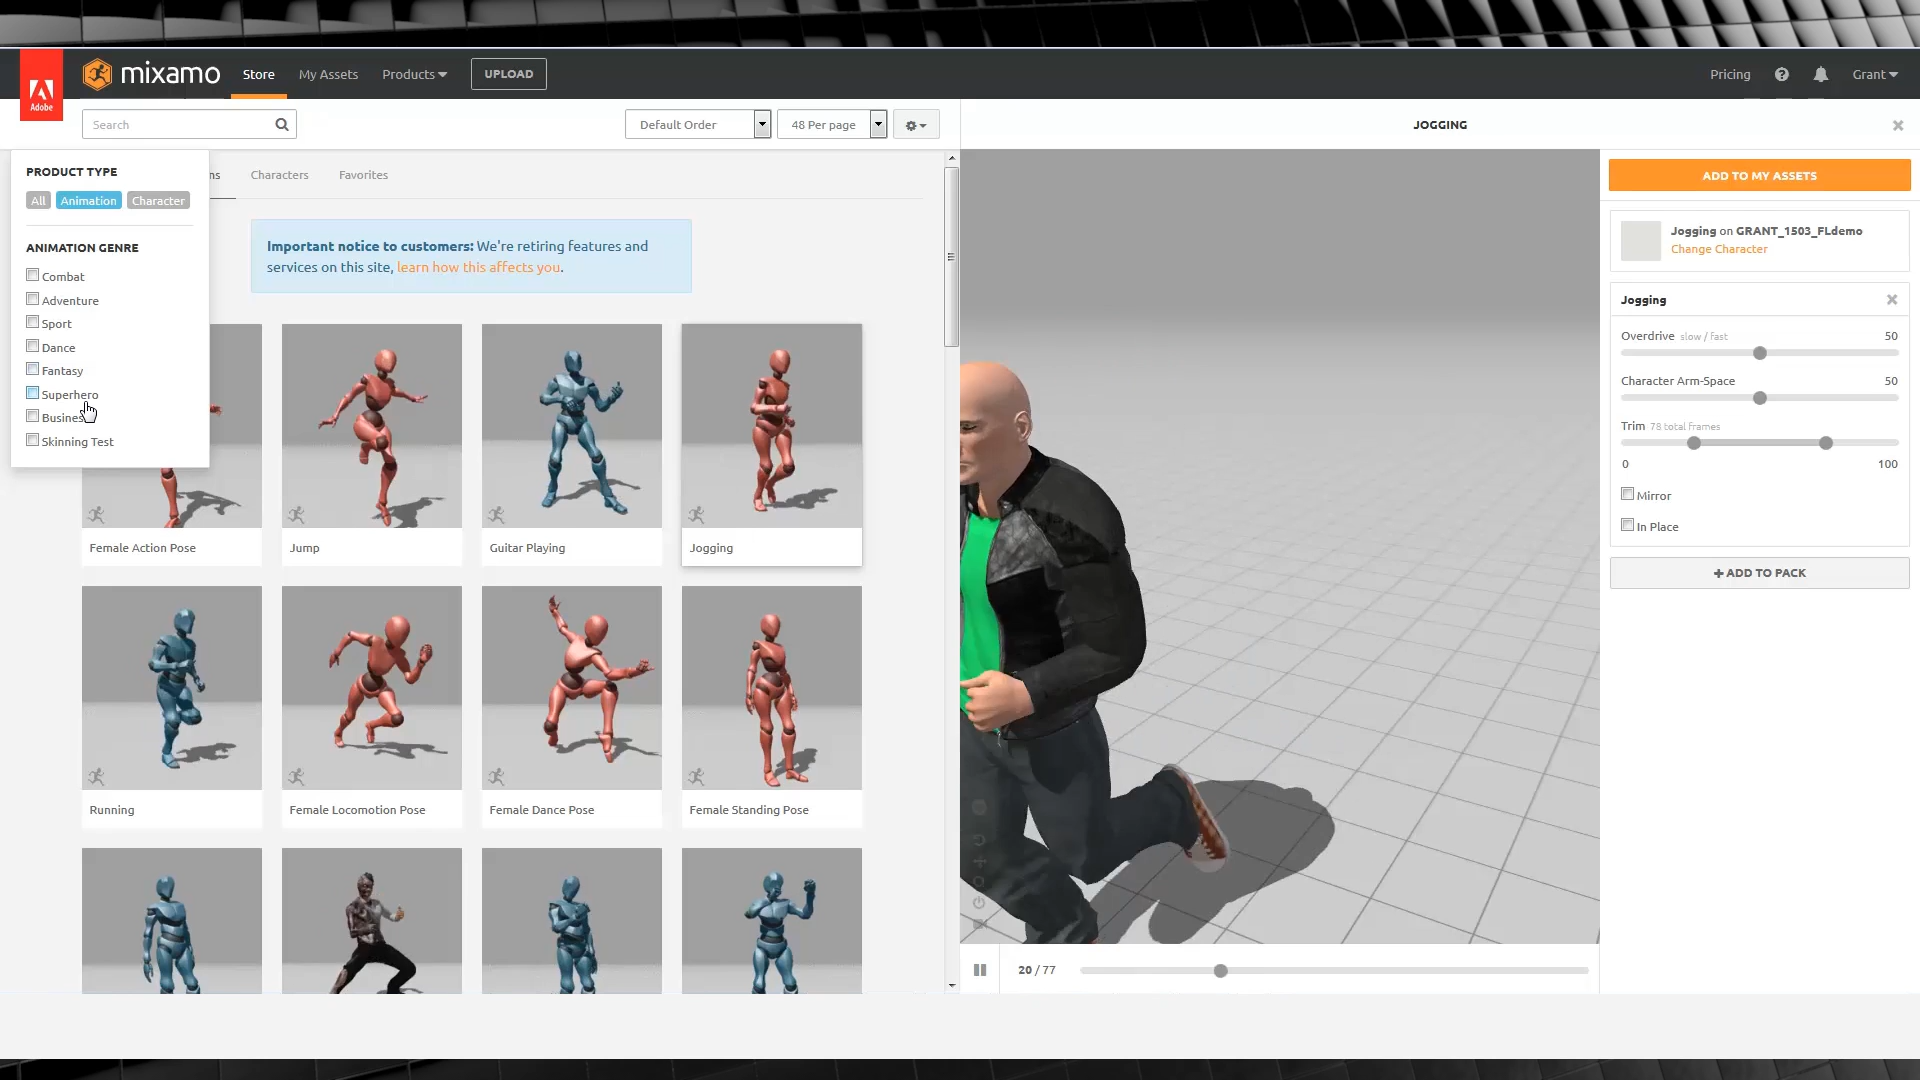 Adobe
mixamo
Store
My Assets
Products
UPLOAD
Pricing
Grant
Search
Default Order
48 Per page
JOGGING
PRODUCT TYPE
All
Animation
Character
ANIMATION GENRE
Combat
Adventure
Sport
Dance
Fantasy
Superhero
Busines
Skinning Test
ns
Characters
Favorites
Important notice to customers: We're retiring features and
services on this site, learn how this affects you.
Female Action Pose
Jump
Guitar Playing
Jogging
Running
Female Locomotion Pose
Female Dance Pose
Female Standing Pose
20 / 77
ADD TO MY ASSETS
Jogging on GRANT_1503_FLdemo
Change Character
Jogging
Overdrive slow / fast 50
Character Arm-Space 50
Trim 78 total frames
0 100
Mirror
In Place
ADD TO PACK